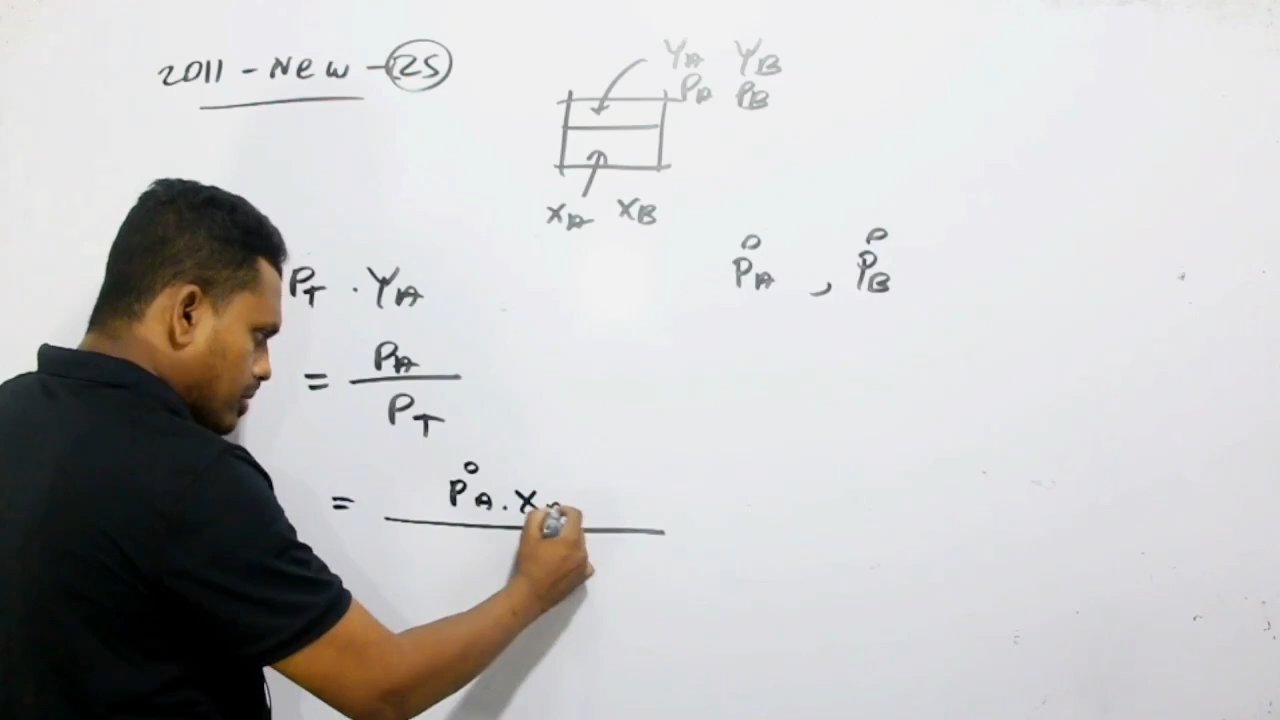 2011 - New - 25
YA YB
PA PB
XA XB
P°A , P°B
PT . YA
= PA / PT
= P°A . X